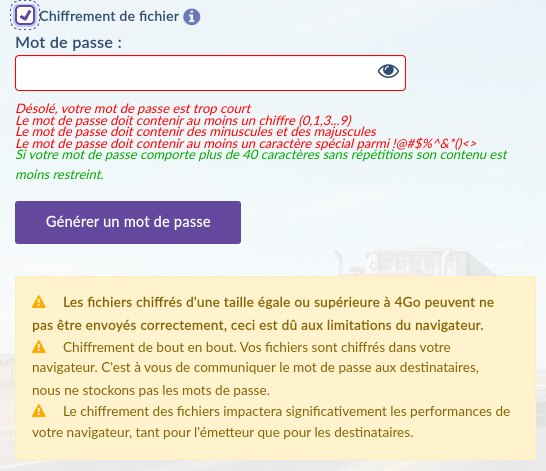 Chiffrement de fichier
Mot de passe :
Désolé, votre mot de passe est trop court
Le mot de passe doit contenir au moins un chiffre (0,1,3...9)
Le mot de passe doit contenir des minuscules et des majuscules
Le mot de passe doit contenir au moins un caractère spécial parmi !@#$%^&*()<>
Si votre mot de passe comporte plus de 40 caractères sans répétitions son contenu est
moins restreint.
Générer un mot de passe
Les fichiers chiffrés d'une taille égale ou supérieure à 4Go peuvent ne
pas être envoyés correctement, ceci est dû aux limitations du navigateur.
Chiffrement de bout en bout. Vos fichiers sont chiffrés dans votre
navigateur. C'est à vous de communiquer le mot de passe aux destinataires,
nous ne stockons pas les mots de passe.
Le chiffrement des fichiers impactera significativement les performances de
votre navigateur, tant pour l'émetteur que pour les destinataires.